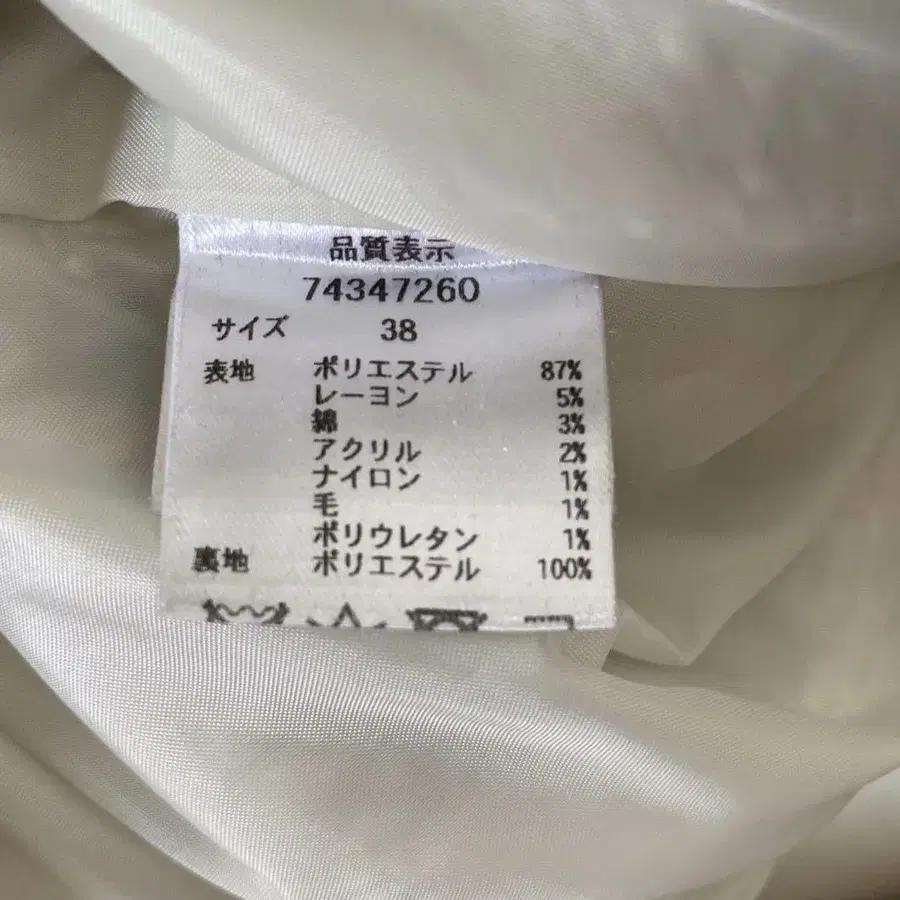 品質表示
74347260
サイズ 38
表地 ポリエステル 87%
レーヨン 5%
綿 3%
アクリル 2%
ナイロン 1%
毛 1%
ポリウレタン 1%
裏地 ポリエステル 100%